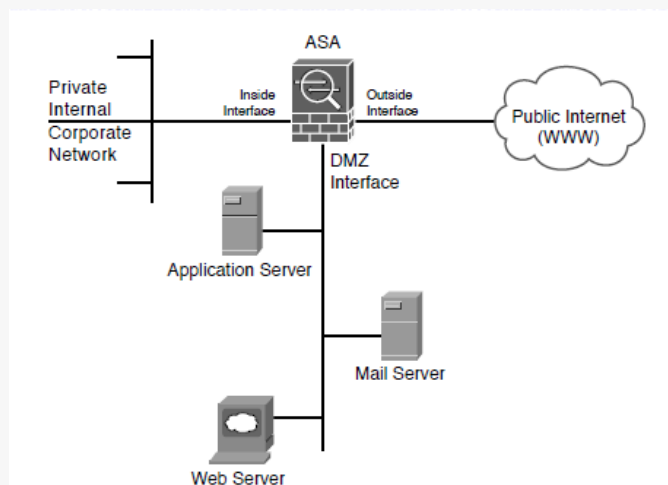 ASA
Private
Internal
Corporate
Network
Inside
Interface
Outside
Interface
Public Internet
(WWW)
DMZ
Interface
Application Server
Mail Server
Web Server